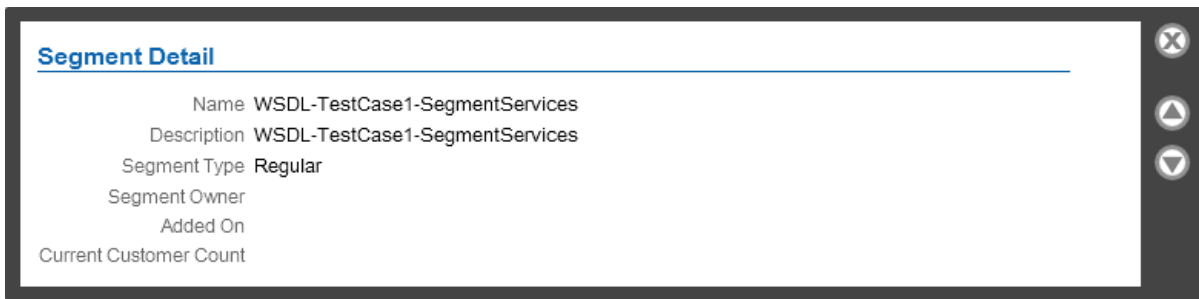 Segment Detail
Name WSDL-TestCase1-SegmentServices
Description WSDL-TestCase1-SegmentServices
Segment Type Regular
Segment Owner
Added On
Current Customer Count